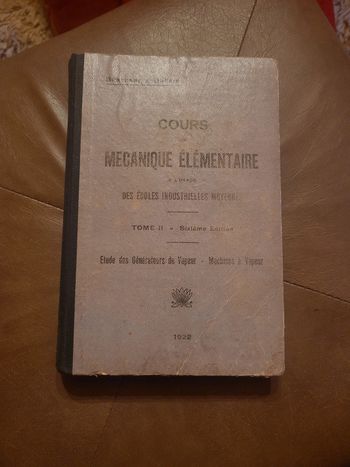 COURS
MECANIQUE ÉLÉMENTAIRE
A L'USAGE
DES ÉCOLES INDUSTRIELLES MOYENNES
TOME II - Sixième Edition
Etude des Générateurs de Vapeur - Machines à Vapeur
1922